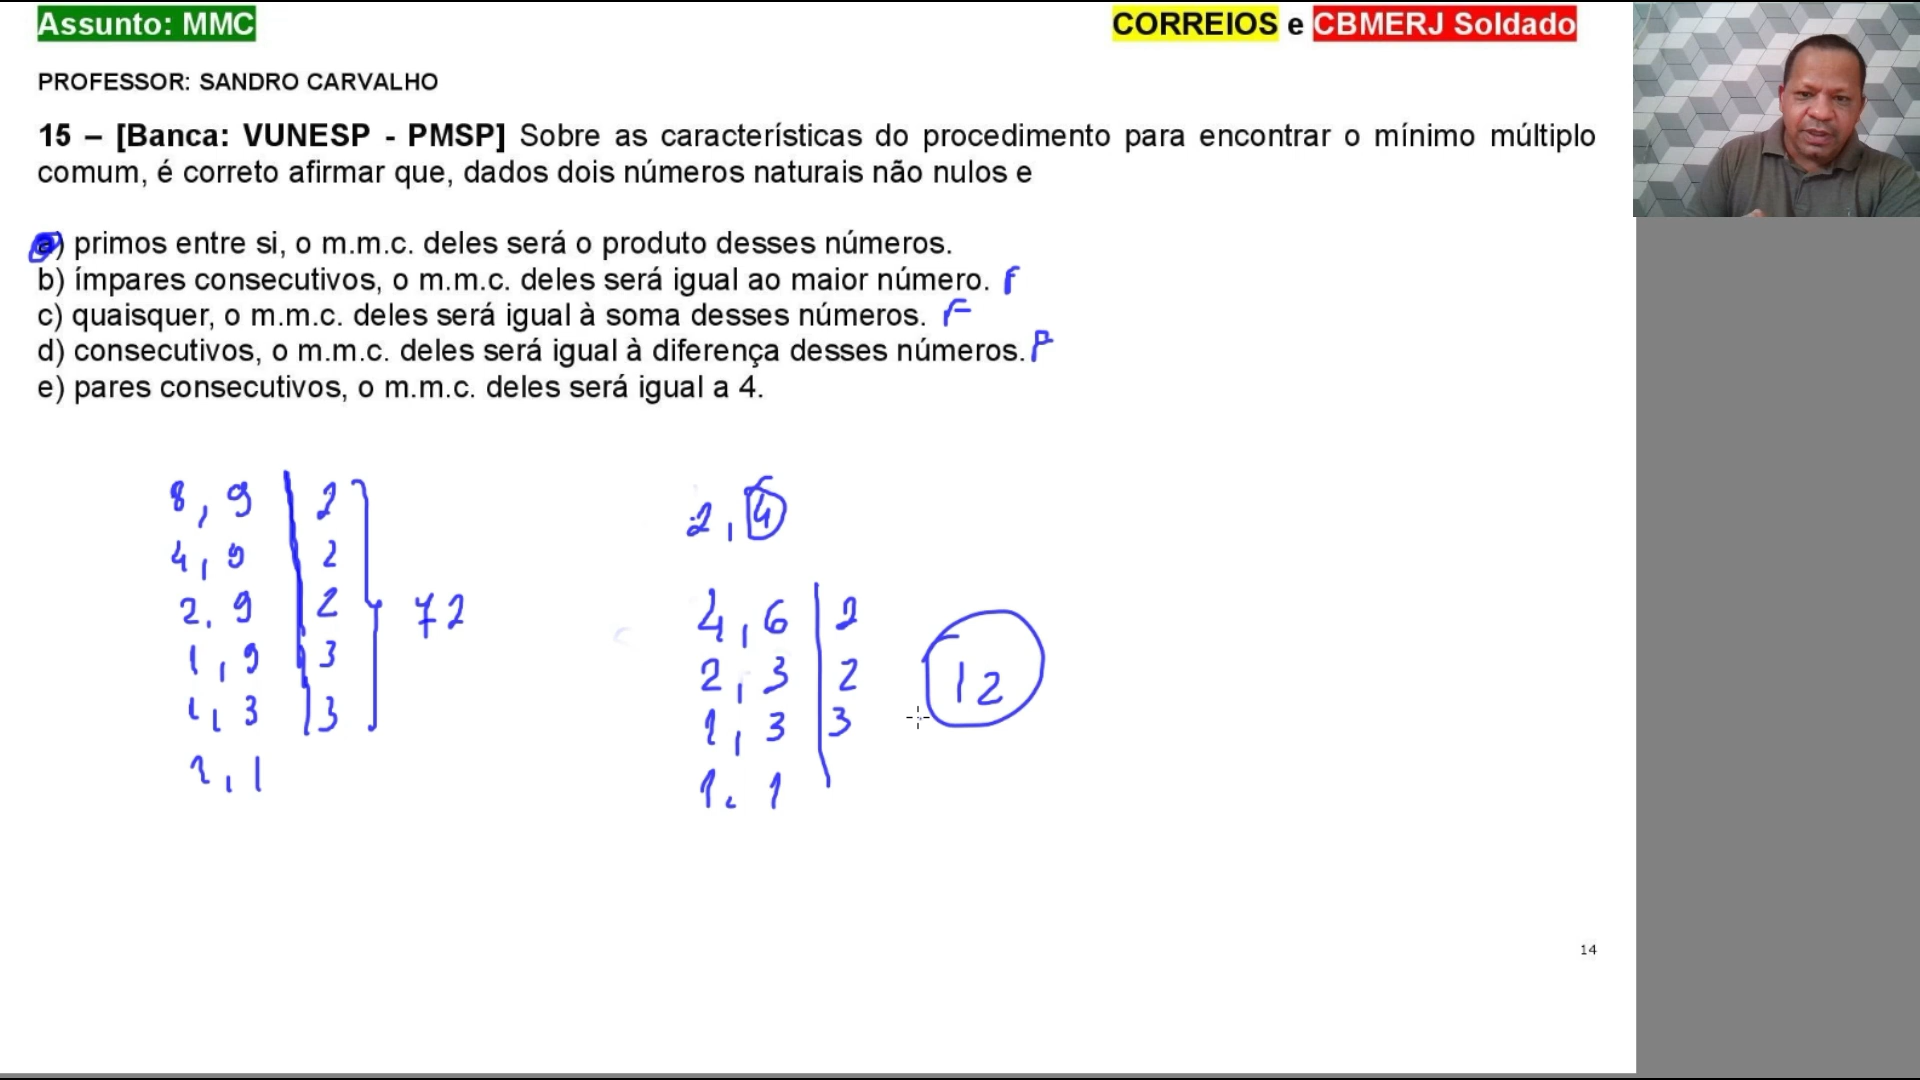 Assunto: MMC
CORREIOS e CBMERJ Soldado
PROFESSOR: SANDRO CARVALHO
15 – [Banca: VUNESP - PMSP] Sobre as características do procedimento para encontrar o mínimo múltiplo
comum, é correto afirmar que, dados dois números naturais não nulos e
a) primos entre si, o m.m.c. deles será o produto desses números.
b) ímpares consecutivos, o m.m.c. deles será igual ao maior número. F
c) quaisquer, o m.m.c. deles será igual à soma desses números. F
d) consecutivos, o m.m.c. deles será igual à diferença desses números. F
e) pares consecutivos, o m.m.c. deles será igual a 4.
8, 9 | 2
4, 9 | 2
2, 9 | 2
1, 9 | 3
1, 3 | 3
1, 1
72
2, 4
4, 6 | 2
2, 3 | 2
1, 3 | 3
1, 1
12
14